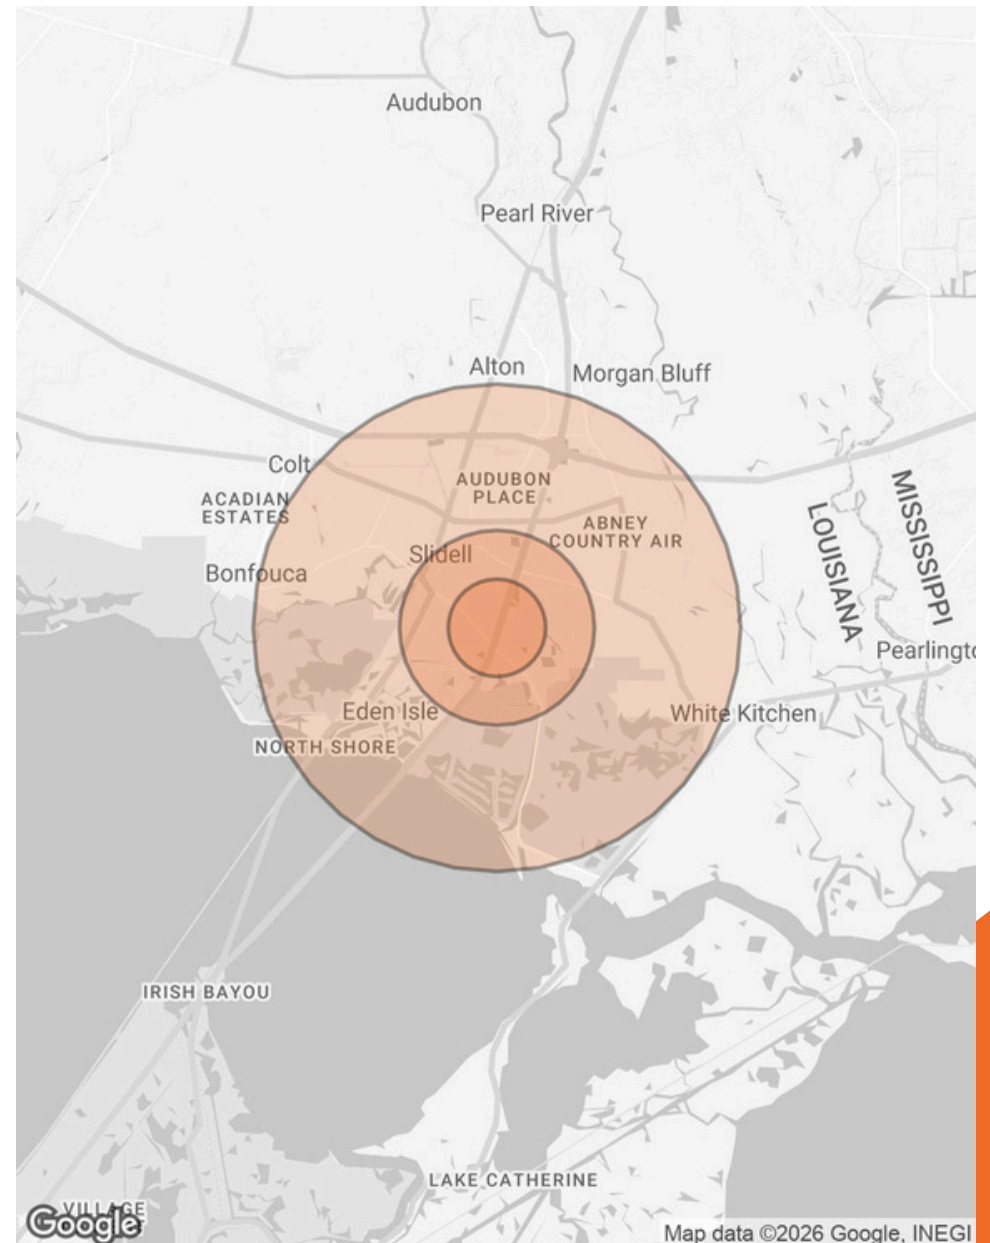 Audubon
Pearl River
Alton
Morgan Bluff
Colt
AUDUBON
PLACE
ACADIAN
ESTATES
MISSISSIPPI
LOUISIANA
ABNEY
COUNTRY AIR
Slidell
Bonfouca
Pearlingto
Eden Isle
White Kitchen
NORTH SHORE
IRISH BAYOU
LAKE CATHERINE
VILLAGE
Google
Map data ©2026 Google, INEGI